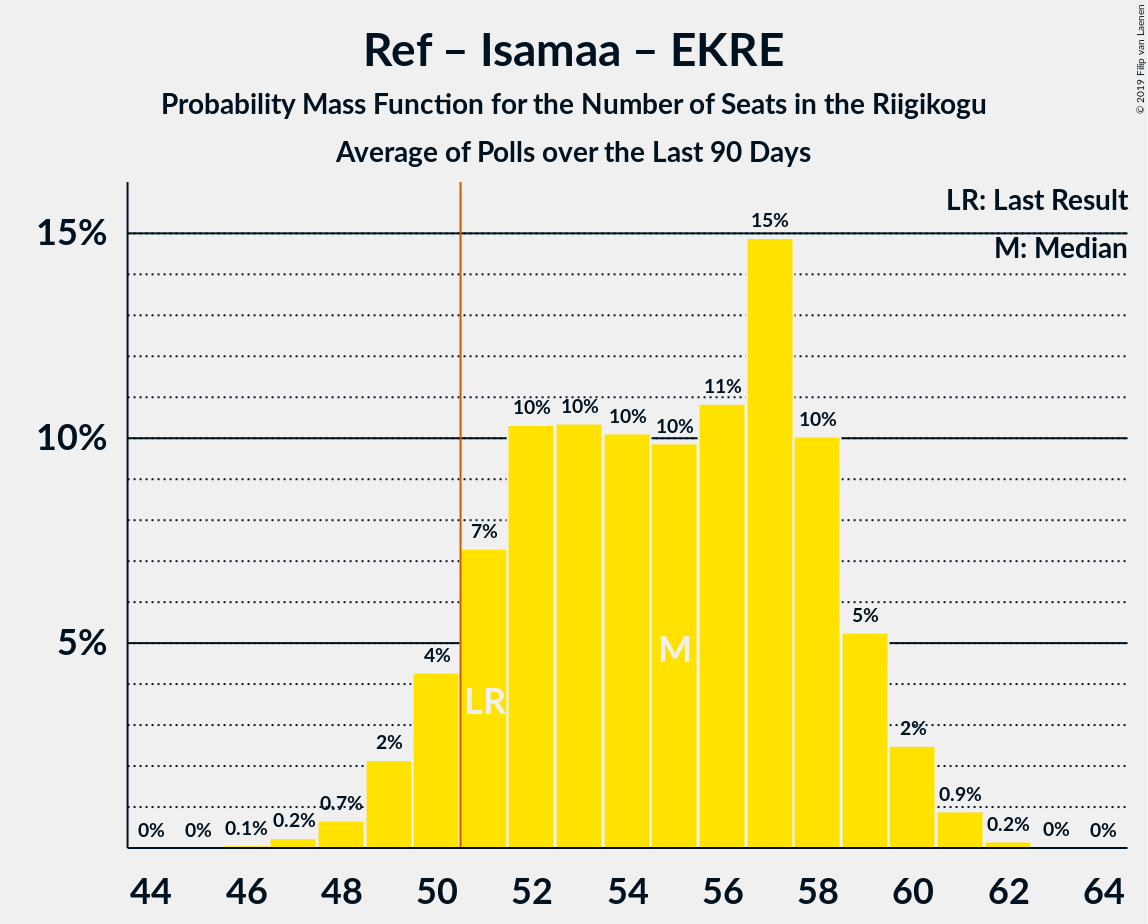 Ref – Isamaa – EKRE
Probability Mass Function for the Number of Seats in the Riigikogu
Average of Polls over the Last 90 Days
© 2019 Filip van Laenen
LR: Last Result
M: Median
15%
10%
5%
0%
0%
0.1%
0.2%
0.7%
2%
4%
7%
10%
10%
10%
10%
11%
15%
10%
5%
2%
0.9%
0.2%
0%
0%
LR
M
44 46 48 50 52 54 56 58 60 62 64